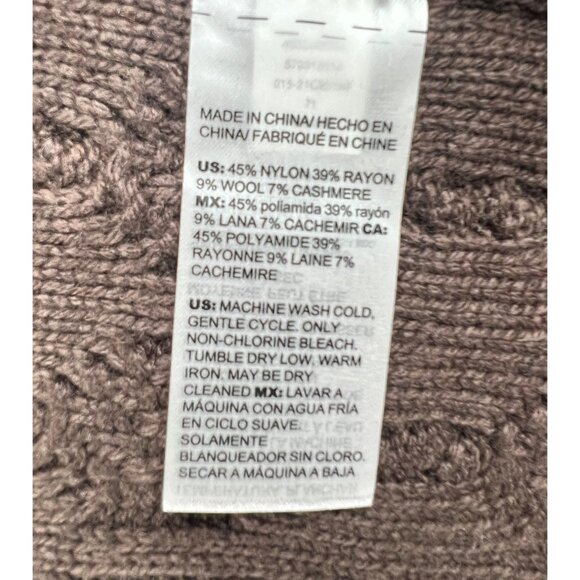 MADE IN CHINA/ HECHO EN
CHINA/ FABRIQUÉ EN CHINE
US: 45% NYLON 39% RAYON
9% WOOL 7% CASHMERE
MX: 45% poliamida 39% rayón
9% LANA 7% CACHEMIR CA:
45% POLYAMIDE 39%
RAYONNE 9% LAINE 7%
CACHEMIRE
US: MACHINE WASH COLD,
GENTLE CYCLE. ONLY
NON-CHLORINE BLEACH.
TUMBLE DRY LOW, WARM
IRON, MAY BE DRY
CLEANED MX: LAVAR A
MÁQUINA CON AGUA FRÍA
EN CICLO SUAVE.
SOLAMENTE
BLANQUEADOR SIN CLORO.
SECAR A MÁQUINA A BAJA